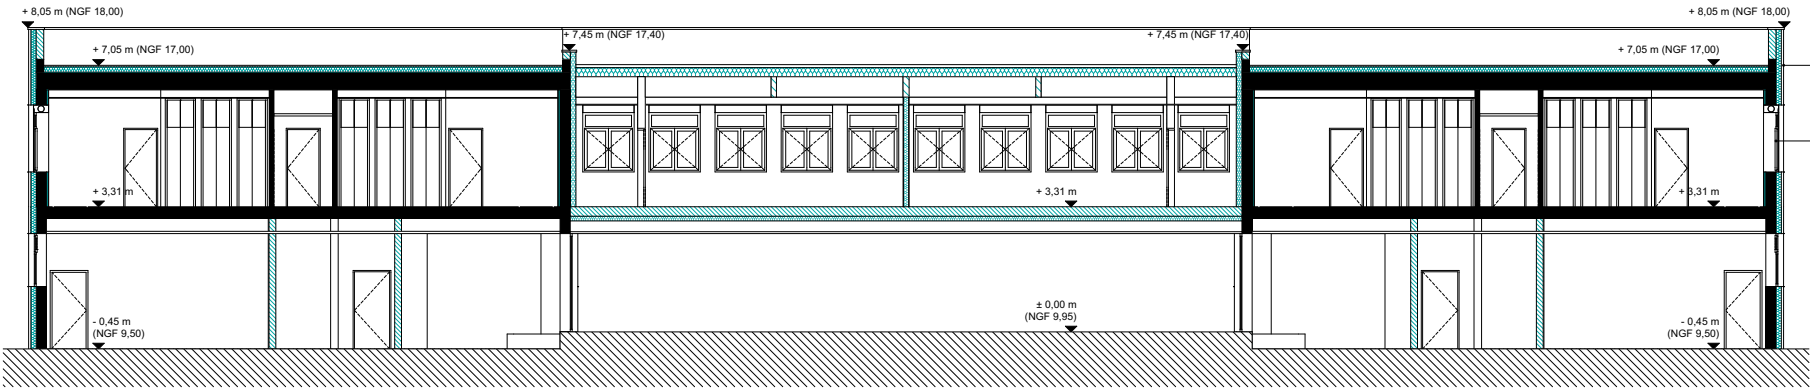 + 8,05 m (NGF 18,00)
+ 8,05 m (NGF 18,00)
+ 7,45 m (NGF 17,40)
+ 7,45 m (NGF 17,40)
+ 7,05 m (NGF 17,00)
+ 7,05 m (NGF 17,00)
+ 3,31 m
+ 3,31 m
+ 3,31 m
± 0,00 m
(NGF 9,95)
- 0,45 m
(NGF 9,50)
- 0,45 m
(NGF 9,50)